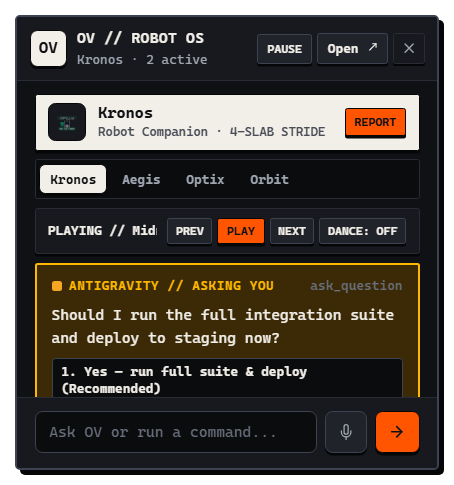 OV
OV // ROBOT OS
Kronos · 2 active
PAUSE
Open ↗
×
Kronos
Robot Companion · 4-SLAB STRIDE
REPORT
Kronos
Aegis
Optix
Orbit
PLAYING // Mid
PREV
PLAY
NEXT
DANCE: OFF
ANTIGRAVITY // ASKING YOU
ask_question
Should I run the full integration suite
and deploy to staging now?
1. Yes — run full suite & deploy
(Recommended)
Ask OV or run a command...